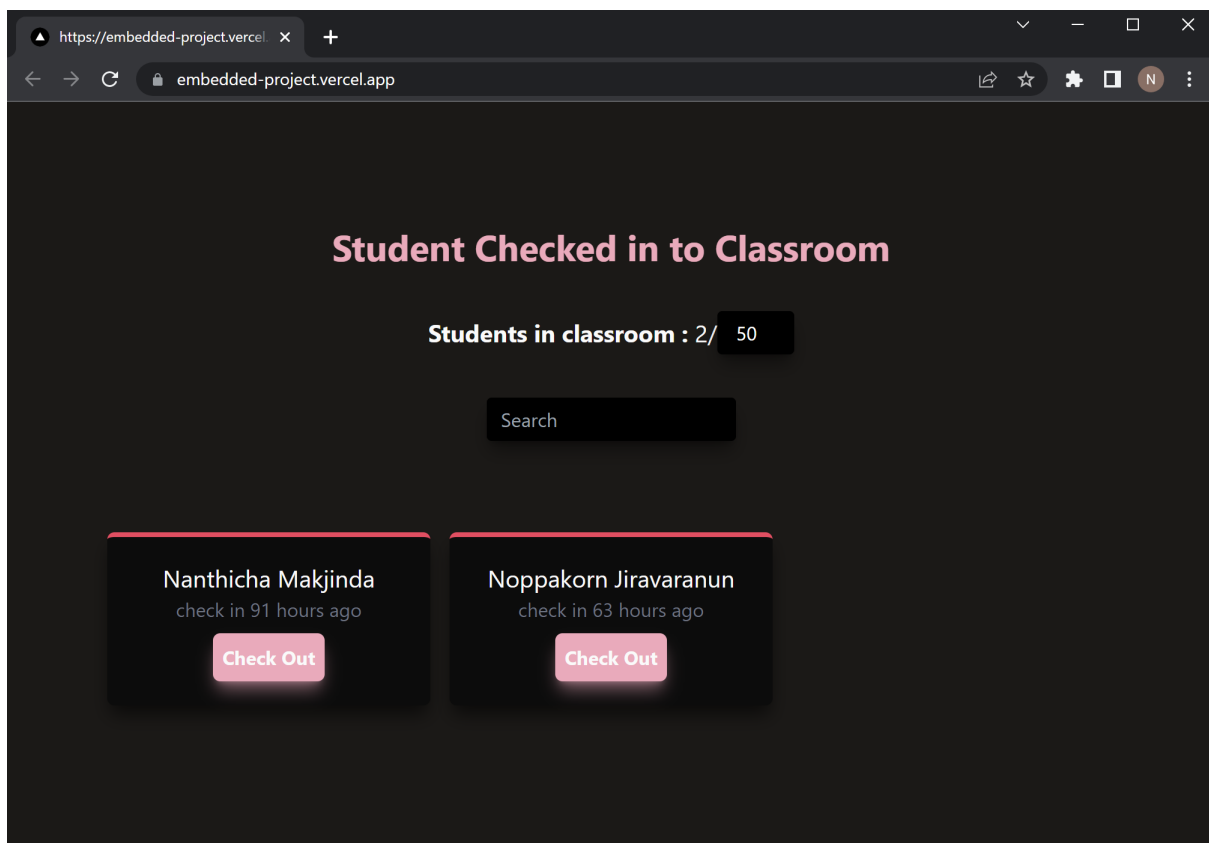 https://embedded-project.vercel.
embedded-project.vercel.app
N
Student Checked in to Classroom
Students in classroom : 2/ 50
Search
Nanthicha Makjinda
check in 91 hours ago
Check Out
Noppakorn Jiravaranun
check in 63 hours ago
Check Out